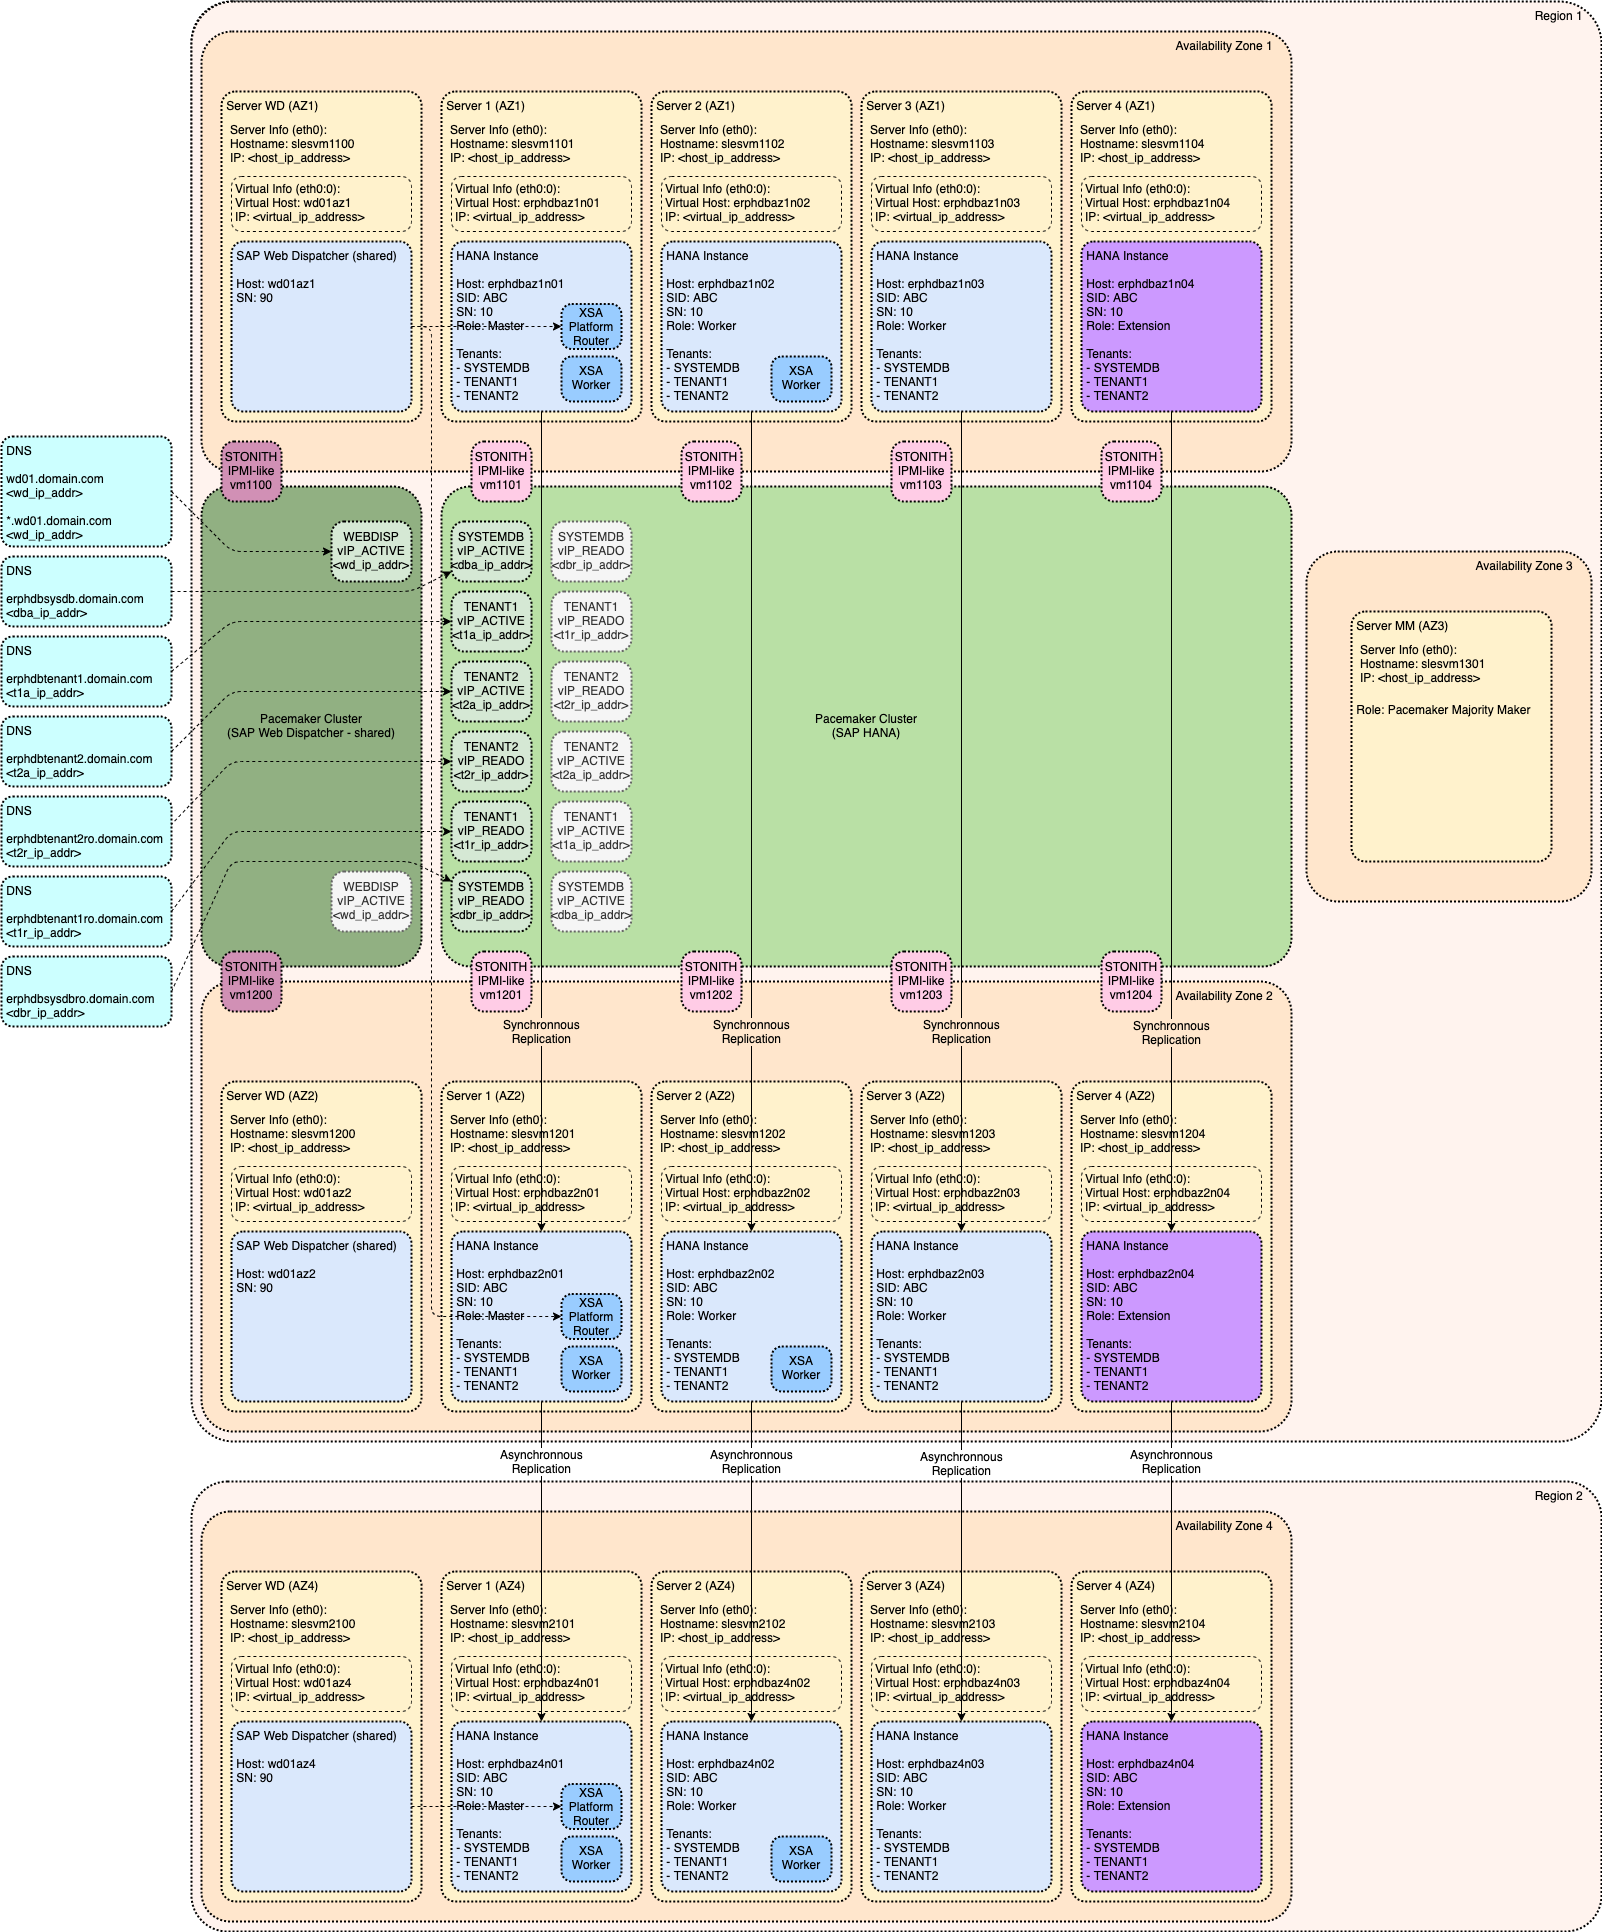 Region 1
Availability Zone 1
Server WD (AZ1)
Server Info (eth0):
Hostname: slesvm1100
IP: <host_ip_address>
Virtual Info (eth0:0):
Virtual Host: wd01az1
IP: <virtual_ip_address>
SAP Web Dispatcher (shared)
Host: wd01az1
SN: 90
Server 1 (AZ1)
Server Info (eth0):
Hostname: slesvm1101
IP: <host_ip_address>
Virtual Info (eth0:0):
Virtual Host: erphdbaz1n01
IP: <virtual_ip_address>
HANA Instance
Host: erphdbaz1n01
SID: ABC
SN: 10
Role: Master
Tenants:
- SYSTEMDB
- TENANT1
- TENANT2
XSA
Platform
Router
XSA
Worker
Server 2 (AZ1)
Server Info (eth0):
Hostname: slesvm1102
IP: <host_ip_address>
Virtual Info (eth0:0):
Virtual Host: erphdbaz1n02
IP: <virtual_ip_address>
HANA Instance
Host: erphdbaz1n02
SID: ABC
SN: 10
Role: Worker
Tenants:
- SYSTEMDB
- TENANT1
- TENANT2
XSA
Worker
Server 3 (AZ1)
Server Info (eth0):
Hostname: slesvm1103
IP: <host_ip_address>
Virtual Info (eth0:0):
Virtual Host: erphdbaz1n03
IP: <virtual_ip_address>
HANA Instance
Host: erphdbaz1n03
SID: ABC
SN: 10
Role: Worker
Tenants:
- SYSTEMDB
- TENANT1
- TENANT2
Server 4 (AZ1)
Server Info (eth0):
Hostname: slesvm1104
IP: <host_ip_address>
Virtual Info (eth0:0):
Virtual Host: erphdbaz1n04
IP: <virtual_ip_address>
HANA Instance
Host: erphdbaz1n04
SID: ABC
SN: 10
Role: Extension
Tenants:
- SYSTEMDB
- TENANT1
- TENANT2
STONITH
IPMI-like
vm1100
STONITH
IPMI-like
vm1101
STONITH
IPMI-like
vm1102
STONITH
IPMI-like
vm1103
STONITH
IPMI-like
vm1104
DNS
wd01.domain.com
<wd_ip_addr>
*.wd01.domain.com
<wd_ip_addr>
DNS
erphdbsysdb.domain.com
<dba_ip_addr>
DNS
erphdbtenant1.domain.com
<t1a_ip_addr>
DNS
erphdbtenant2.domain.com
<t2a_ip_addr>
DNS
erphdbtenant2ro.domain.com
<t2r_ip_addr>
DNS
erphdbtenant1ro.domain.com
<t1r_ip_addr>
DNS
erphdbsysdbro.domain.com
<dbr_ip_addr>
WEBDISP
vIP_ACTIVE
<wd_ip_addr>
Pacemaker Cluster
(SAP Web Dispatcher - shared)
WEBDISP
vIP_ACTIVE
<wd_ip_addr>
SYSTEMDB
vIP_ACTIVE
<dba_ip_addr>
SYSTEMDB
vIP_READO
<dbr_ip_addr>
TENANT1
vIP_ACTIVE
<t1a_ip_addr>
TENANT1
vIP_READO
<t1r_ip_addr>
TENANT2
vIP_ACTIVE
<t2a_ip_addr>
TENANT2
vIP_READO
<t2r_ip_addr>
TENANT2
vIP_READO
<t2r_ip_addr>
TENANT2
vIP_ACTIVE
<t2a_ip_addr>
TENANT1
vIP_READO
<t1r_ip_addr>
TENANT1
vIP_ACTIVE
<t1a_ip_addr>
SYSTEMDB
vIP_READO
<dbr_ip_addr>
SYSTEMDB
vIP_ACTIVE
<dba_ip_addr>
Pacemaker Cluster
(SAP HANA)
Availability Zone 3
Server MM (AZ3)
Server Info (eth0):
Hostname: slesvm1301
IP: <host_ip_address>
Role: Pacemaker Majority Maker
STONITH
IPMI-like
vm1200
STONITH
IPMI-like
vm1201
STONITH
IPMI-like
vm1202
STONITH
IPMI-like
vm1203
STONITH
IPMI-like
vm1204
Availability Zone 2
Synchronnous
Replication
Synchronnous
Replication
Synchronnous
Replication
Synchronnous
Replication
Server WD (AZ2)
Server Info (eth0):
Hostname: slesvm1200
IP: <host_ip_address>
Virtual Info (eth0:0):
Virtual Host: wd01az2
IP: <virtual_ip_address>
SAP Web Dispatcher (shared)
Host: wd01az2
SN: 90
Server 1 (AZ2)
Server Info (eth0):
Hostname: slesvm1201
IP: <host_ip_address>
Virtual Info (eth0:0):
Virtual Host: erphdbaz2n01
IP: <virtual_ip_address>
HANA Instance
Host: erphdbaz2n01
SID: ABC
SN: 10
Role: Master
Tenants:
- SYSTEMDB
- TENANT1
- TENANT2
XSA
Platform
Router
XSA
Worker
Server 2 (AZ2)
Server Info (eth0):
Hostname: slesvm1202
IP: <host_ip_address>
Virtual Info (eth0:0):
Virtual Host: erphdbaz2n02
IP: <virtual_ip_address>
HANA Instance
Host: erphdbaz2n02
SID: ABC
SN: 10
Role: Worker
Tenants:
- SYSTEMDB
- TENANT1
- TENANT2
XSA
Worker
Server 3 (AZ2)
Server Info (eth0):
Hostname: slesvm1203
IP: <host_ip_address>
Virtual Info (eth0:0):
Virtual Host: erphdbaz2n03
IP: <virtual_ip_address>
HANA Instance
Host: erphdbaz2n03
SID: ABC
SN: 10
Role: Worker
Tenants:
- SYSTEMDB
- TENANT1
- TENANT2
Server 4 (AZ2)
Server Info (eth0):
Hostname: slesvm1204
IP: <host_ip_address>
Virtual Info (eth0:0):
Virtual Host: erphdbaz2n04
IP: <virtual_ip_address>
HANA Instance
Host: erphdbaz2n04
SID: ABC
SN: 10
Role: Extension
Tenants:
- SYSTEMDB
- TENANT1
- TENANT2
Asynchronnous
Replication
Asynchronnous
Replication
Asynchronnous
Replication
Asynchronnous
Replication
Region 2
Availability Zone 4
Server WD (AZ4)
Server Info (eth0):
Hostname: slesvm2100
IP: <host_ip_address>
Virtual Info (eth0:0):
Virtual Host: wd01az4
IP: <virtual_ip_address>
SAP Web Dispatcher (shared)
Host: wd01az4
SN: 90
Server 1 (AZ4)
Server Info (eth0):
Hostname: slesvm2101
IP: <host_ip_address>
Virtual Info (eth0:0):
Virtual Host: erphdbaz4n01
IP: <virtual_ip_address>
HANA Instance
Host: erphdbaz4n01
SID: ABC
SN: 10
Role: Master
Tenants:
- SYSTEMDB
- TENANT1
- TENANT2
XSA
Platform
Router
XSA
Worker
Server 2 (AZ4)
Server Info (eth0):
Hostname: slesvm2102
IP: <host_ip_address>
Virtual Info (eth0:0):
Virtual Host: erphdbaz4n02
IP: <virtual_ip_address>
HANA Instance
Host: erphdbaz4n02
SID: ABC
SN: 10
Role: Worker
Tenants:
- SYSTEMDB
- TENANT1
- TENANT2
XSA
Worker
Server 3 (AZ4)
Server Info (eth0):
Hostname: slesvm2103
IP: <host_ip_address>
Virtual Info (eth0:0):
Virtual Host: erphdbaz4n03
IP: <virtual_ip_address>
HANA Instance
Host: erphdbaz4n03
SID: ABC
SN: 10
Role: Worker
Tenants:
- SYSTEMDB
- TENANT1
- TENANT2
Server 4 (AZ4)
Server Info (eth0):
Hostname: slesvm2104
IP: <host_ip_address>
Virtual Info (eth0:0):
Virtual Host: erphdbaz4n04
IP: <virtual_ip_address>
HANA Instance
Host: erphdbaz4n04
SID: ABC
SN: 10
Role: Extension
Tenants:
- SYSTEMDB
- TENANT1
- TENANT2